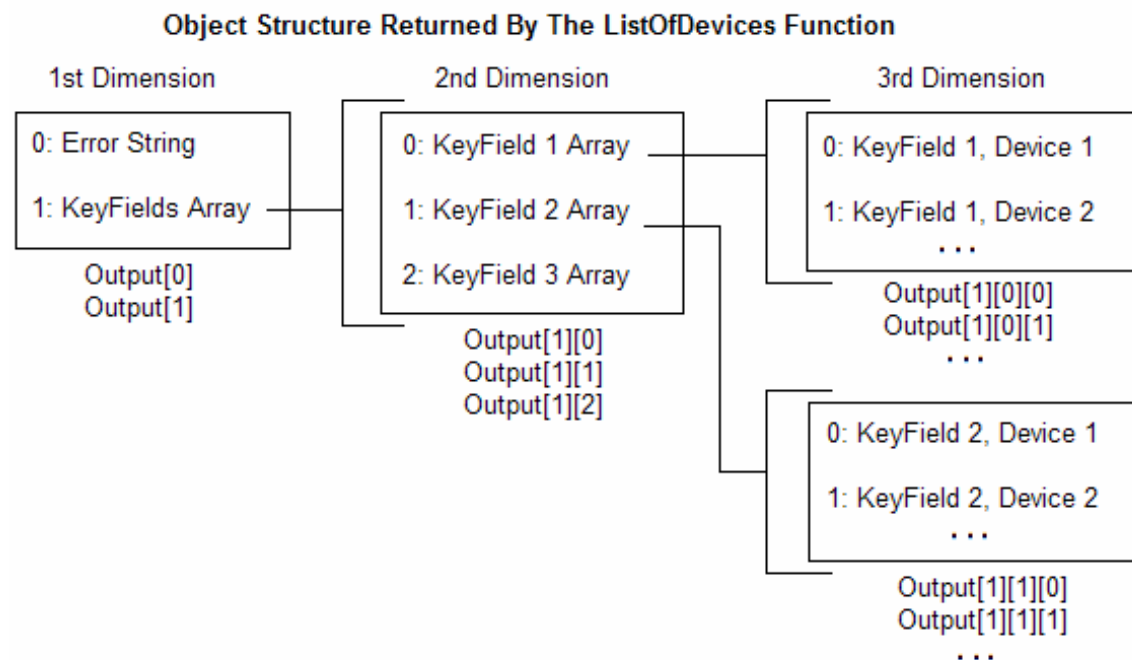 Object Structure Returned By The ListOfDevices Function
1st Dimension
0: Error String
1: KeyFields Array
Output[0]
Output[1]
2nd Dimension
0: KeyField 1 Array
1: KeyField 2 Array
2: KeyField 3 Array
Output[1][0]
Output[1][1]
Output[1][2]
3rd Dimension
0: KeyField 1, Device 1
1: KeyField 1, Device 2
...
Output[1][0][0]
Output[1][0][1]
...
0: KeyField 2, Device 1
1: KeyField 2, Device 2
...
Output[1][1][0]
Output[1][1][1]
...